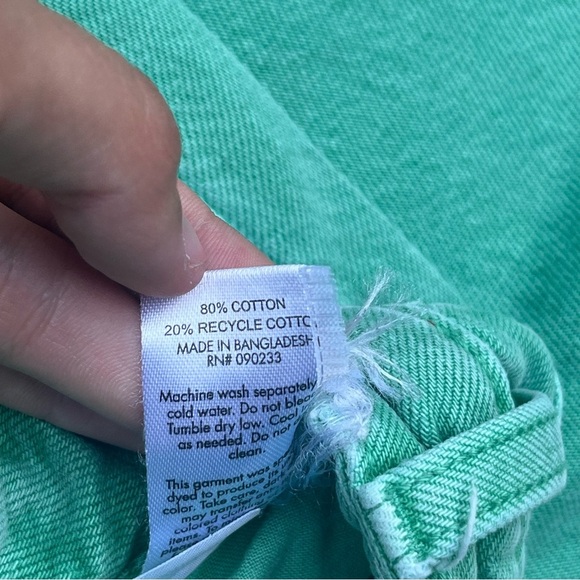 80% COTTON
20% RECYCLE COTTO
MADE IN BANGLADESH
RN# 090233
Machine wash separately
cold water. Do not
Tumble dry low. Cool
as needed. Do not
clean.
This garment was
dyed to produce its
color. Take care,
may transfer
colored
items. To